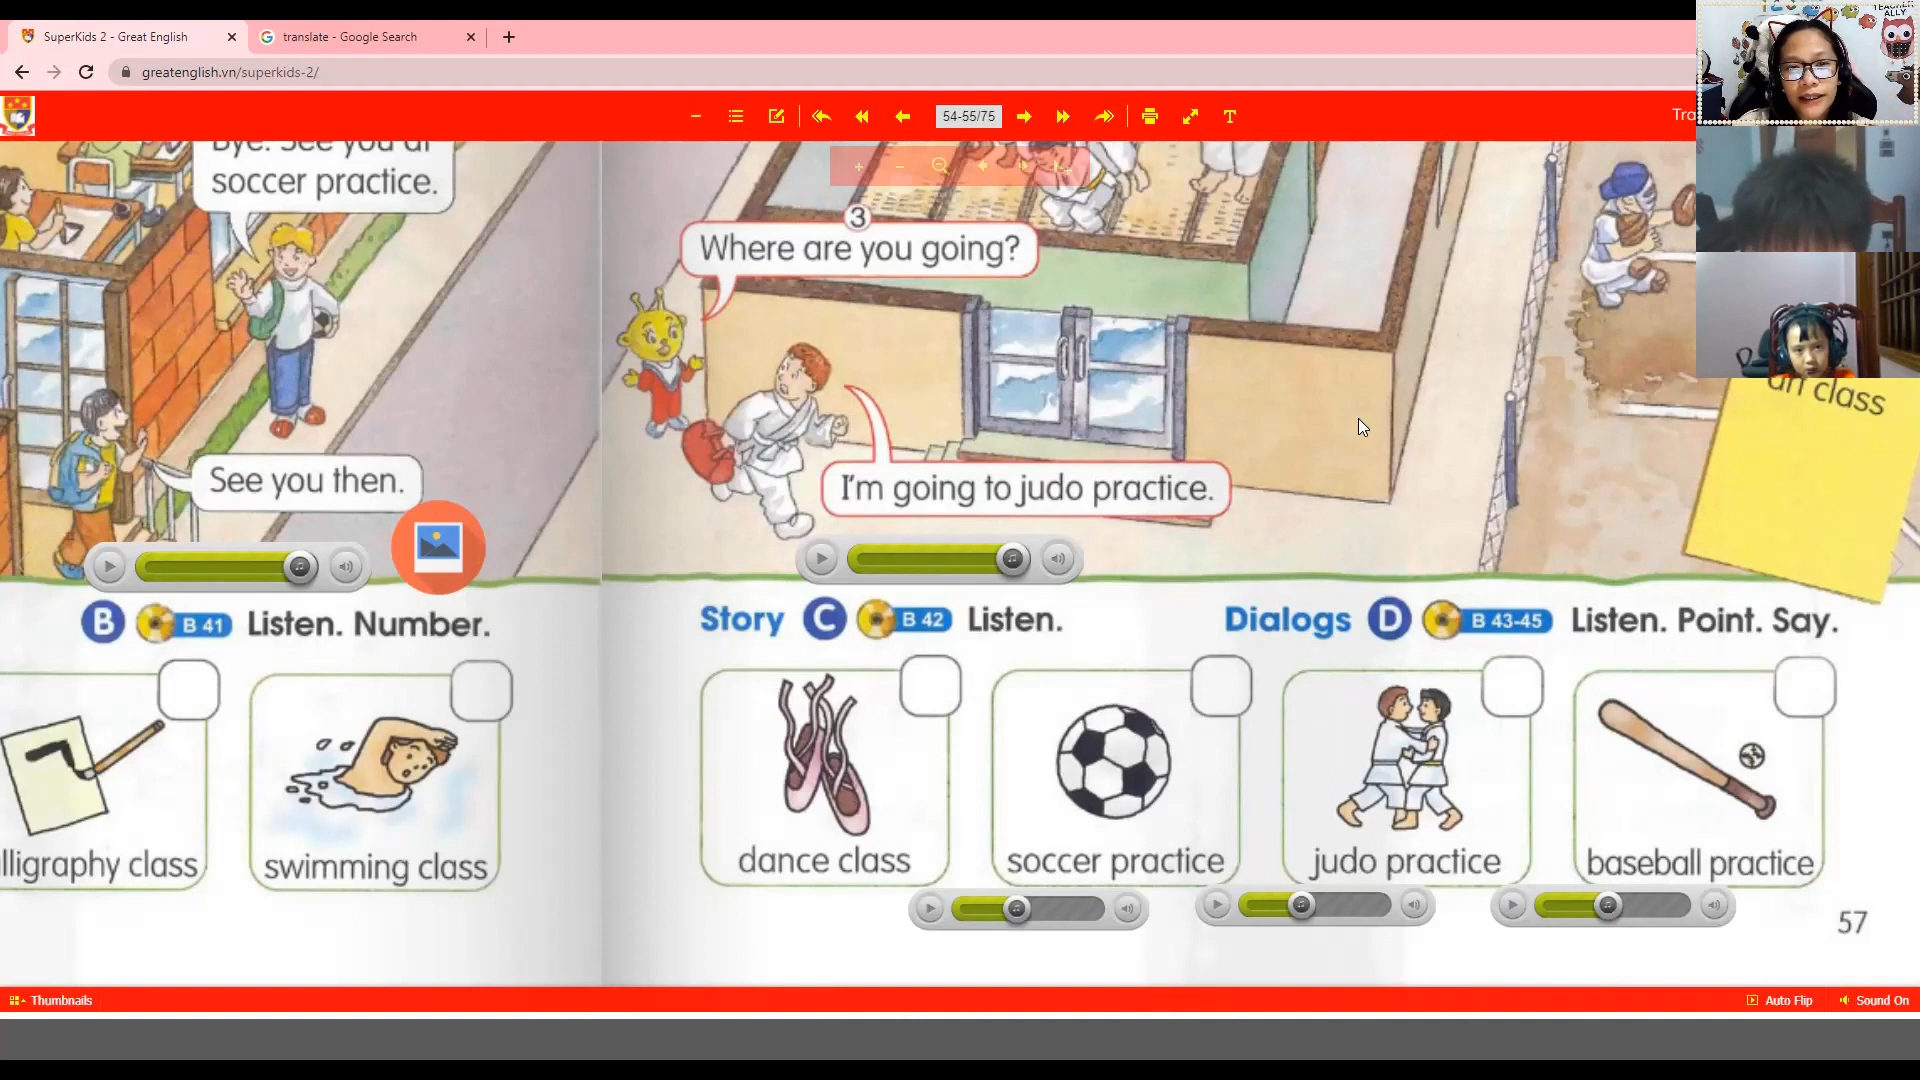 SuperKids 2 - Great English
translate - Google Search
greatenglish.vn/superkids-2/
54-55/75
soccer practice.
3
Where are you going?
See you then.
I'm going to judo practice.
art class
B B 41 Listen. Number.
Story C B 42 Listen.
Dialogs D B 43-45 Listen. Point. Say.
lligraphy class
swimming class
dance class
soccer practice
judo practice
baseball practice
57
Thumbnails
Auto Flip
Sound On